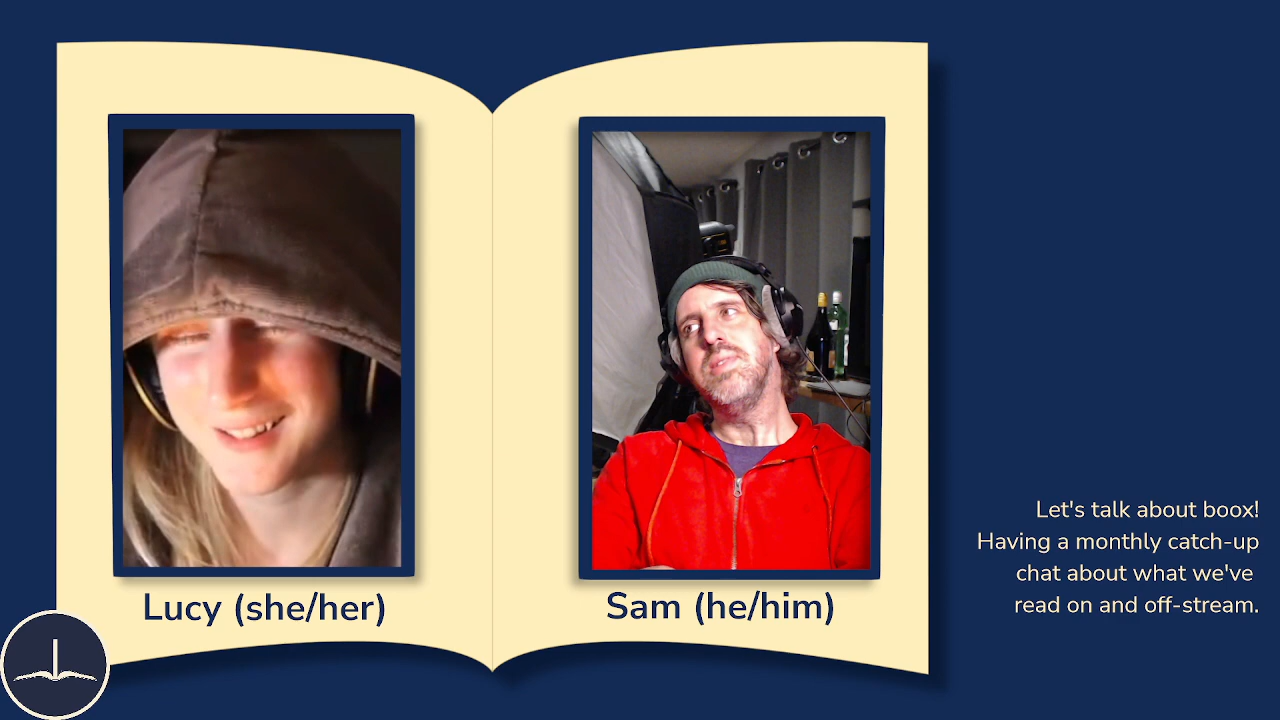 Lucy (she/her)
Sam (he/him)
Let's talk about boox!
Having a monthly catch-up
chat about what we've
read on and off-stream.